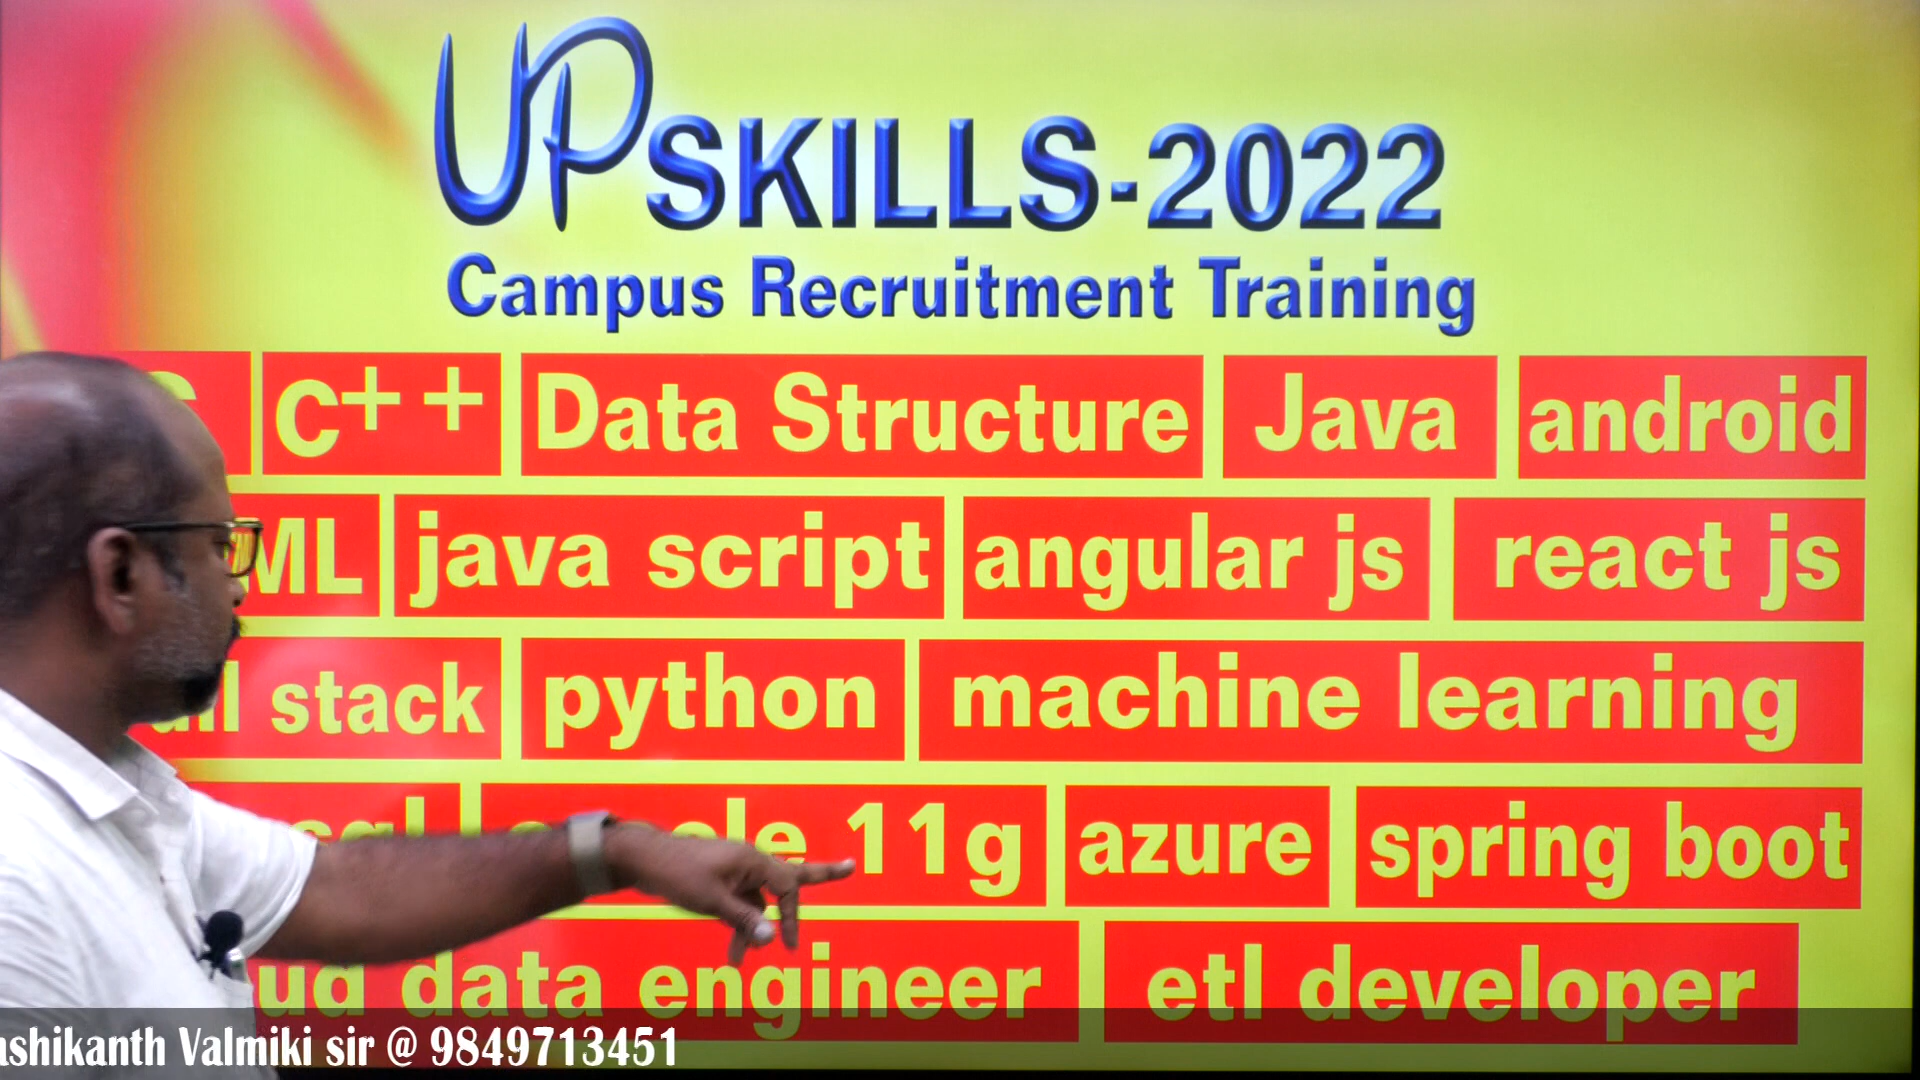 UPSKILLS-2022
Campus Recruitment Training
C++ Data Structure Java android
java script angular js react js
stack python machine learning
11g azure spring boot
data engineer etl developer
Valmiki sir @ 9849713451